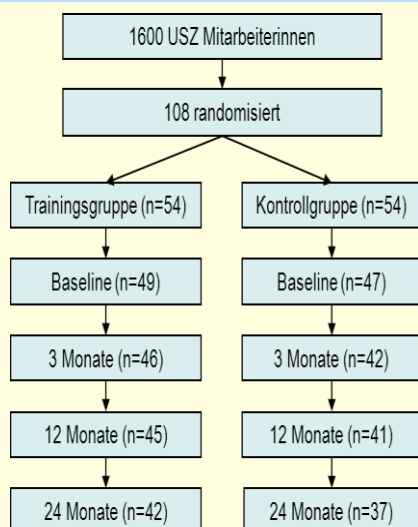 1600 USZ Mitarbeiterinnen
108 randomisiert
Trainingsgruppe (n=54)
Kontrollgruppe (n=54)
Baseline (n=49)
Baseline (n=47)
3 Monate (n=46)
3 Monate (n=42)
12 Monate (n=45)
12 Monate (n=41)
24 Monate (n=42)
24 Monate (n=37)